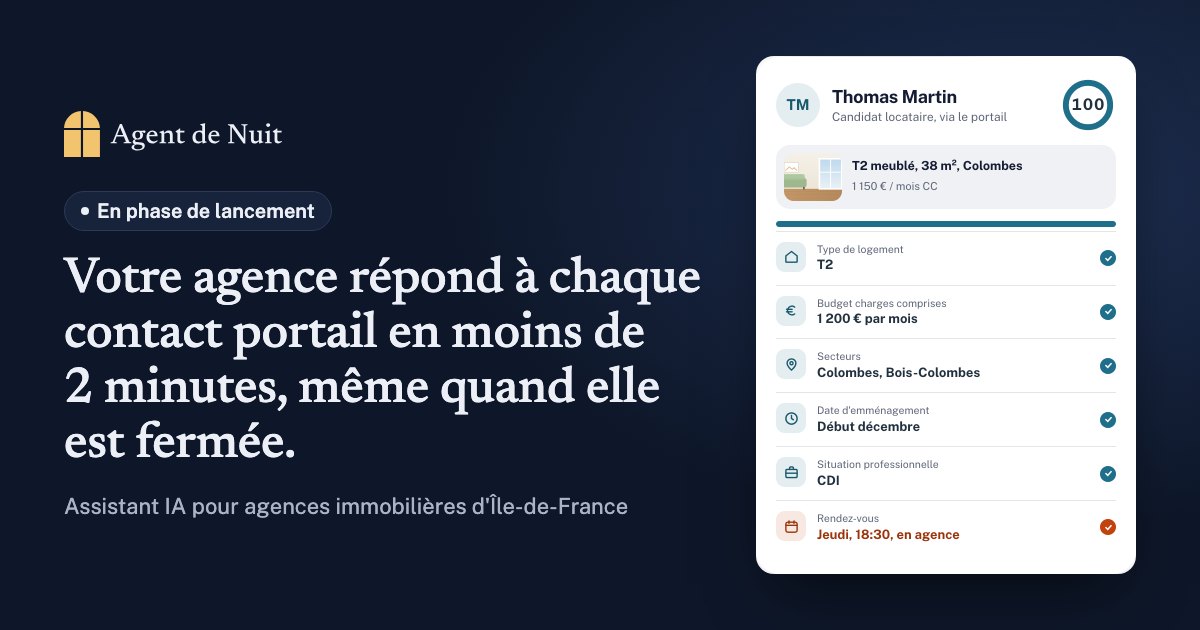 Agent de Nuit
En phase de lancement
Votre agence répond à chaque
contact portail en moins de
2 minutes, même quand elle
est fermée.
Assistant IA pour agences immobilières d'Île-de-France
TM
Thomas Martin
Candidat locataire, via le portail
100
T2 meublé, 38 m², Colombes
1 150 € / mois CC
Type de logement
T2
Budget charges comprises
1 200 € par mois
Secteurs
Colombes, Bois-Colombes
Date d'emménagement
Début décembre
Situation professionnelle
CDI
Rendez-vous
Jeudi, 18:30, en agence